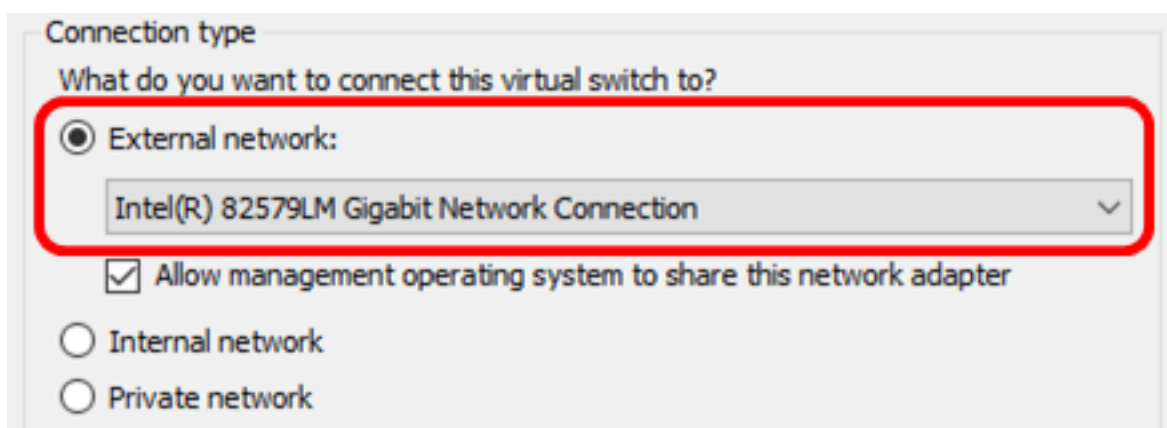 Connection type
What do you want to connect this virtual switch to?
External network:
Intel(R) 82579LM Gigabit Network Connection
Allow management operating system to share this network adapter
Internal network
Private network